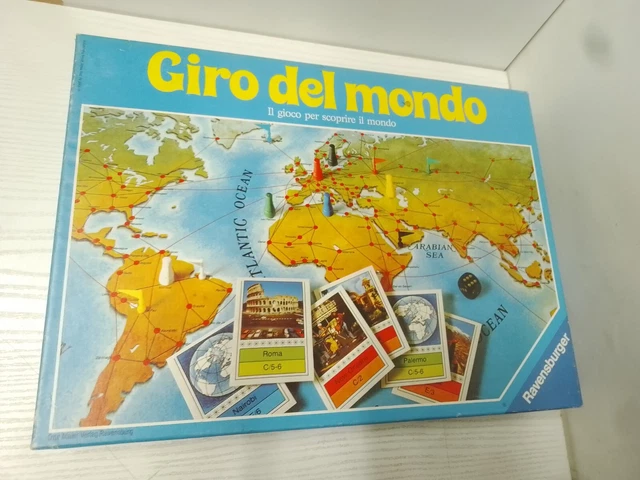 Giro del mondo
Il gioco per scoprire il mondo
ATLANTIC OCEAN
ARABIAN
SEA
OCEAN
Roma
C-5-6
Palermo
C-5-6
Nairobi
C-2
Ravensburger